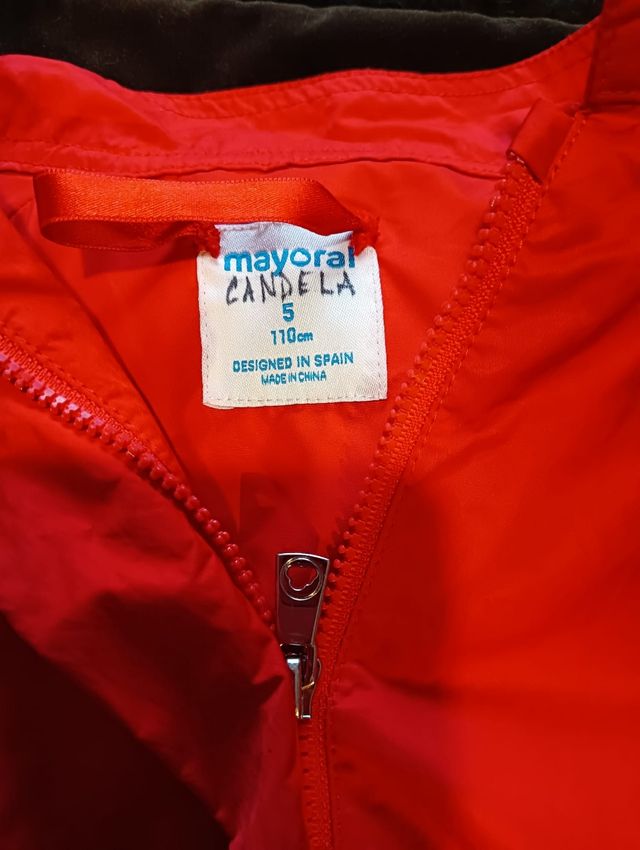 mayoral
CANDELA
5
110cm
DESIGNED IN SPAIN
MADE IN CHINA